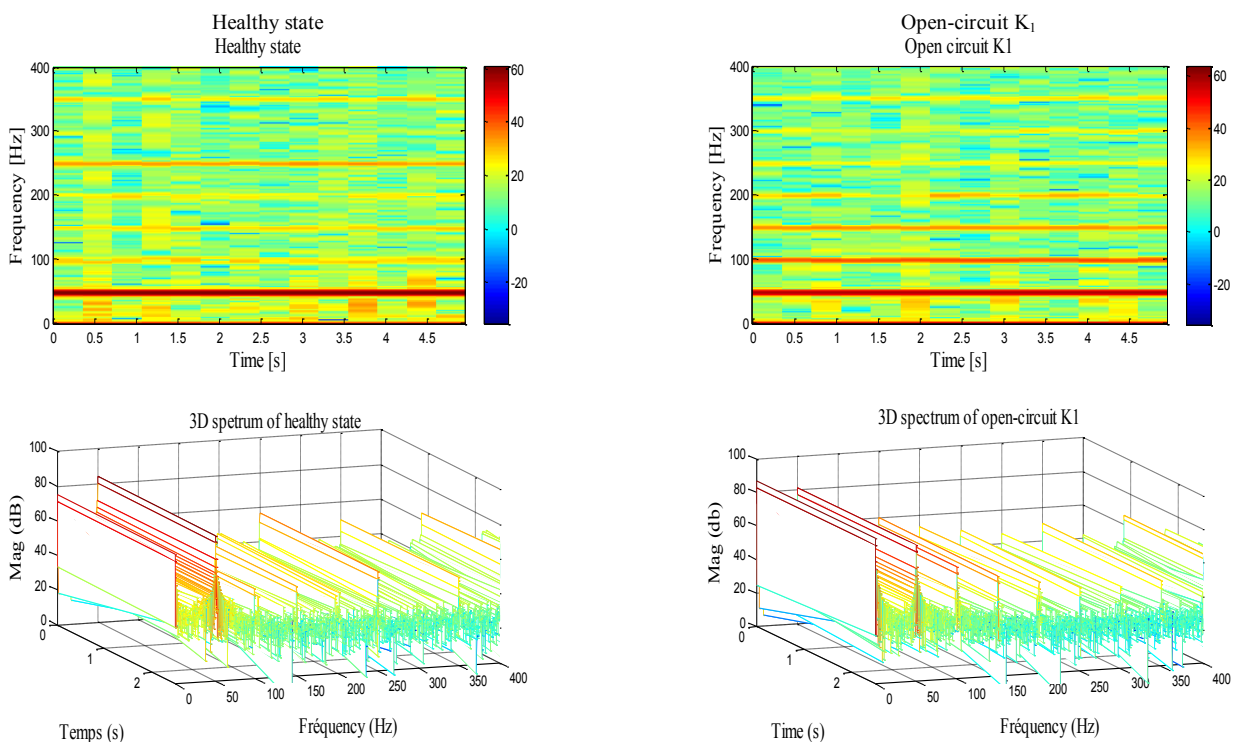 Healthy state
Healthy state
400
300
200
100
0
Frequency [Hz]
0 0.5 1 1.5 2 2.5 3 3.5 4 4.5
Time [s]
60
40
20
0
-20
Open-circuit K1
Open circuit K1
400
300
200
100
0
Frequency [Hz]
0 0.5 1 1.5 2 2.5 3 3.5 4 4.5
Time [s]
60
40
20
0
-20
3D spetrum of healthy state
100
80
60
40
20
0
Mag (dB)
0
1
2
0 50 100 150 200 250 300 350 400
Temps (s)
Fréquency (Hz)
3D spectrum of open-circuit K1
100
80
60
40
20
0
Mag (db)
0
1
2
0 50 100 150 200 250 300 350 400
Time (s)
Fréquency (Hz)